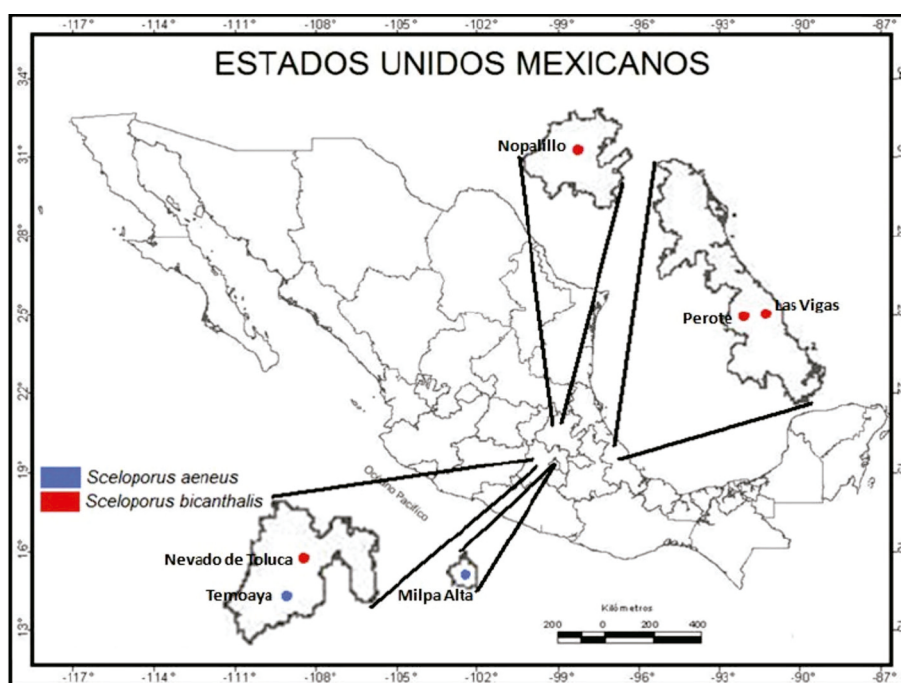 -117° -114° -111° -108° -105° -102° -99° -96° -93° -90° -87°
ESTADOS UNIDOS MEXICANOS
34°
31°
28°
25°
22°
19°
16°
13°
Nopalillo
Las Vigas
Perote
Sceloporus aeneus
Sceloporus bicanthalis
Oceano Pacifico
Nevado de Toluca
Temoaya
Milpa Alta
Kilómetros
200 0 200 400
-117° -114° -111° -108° -105° -102° -99° -96° -93° -90° -87°